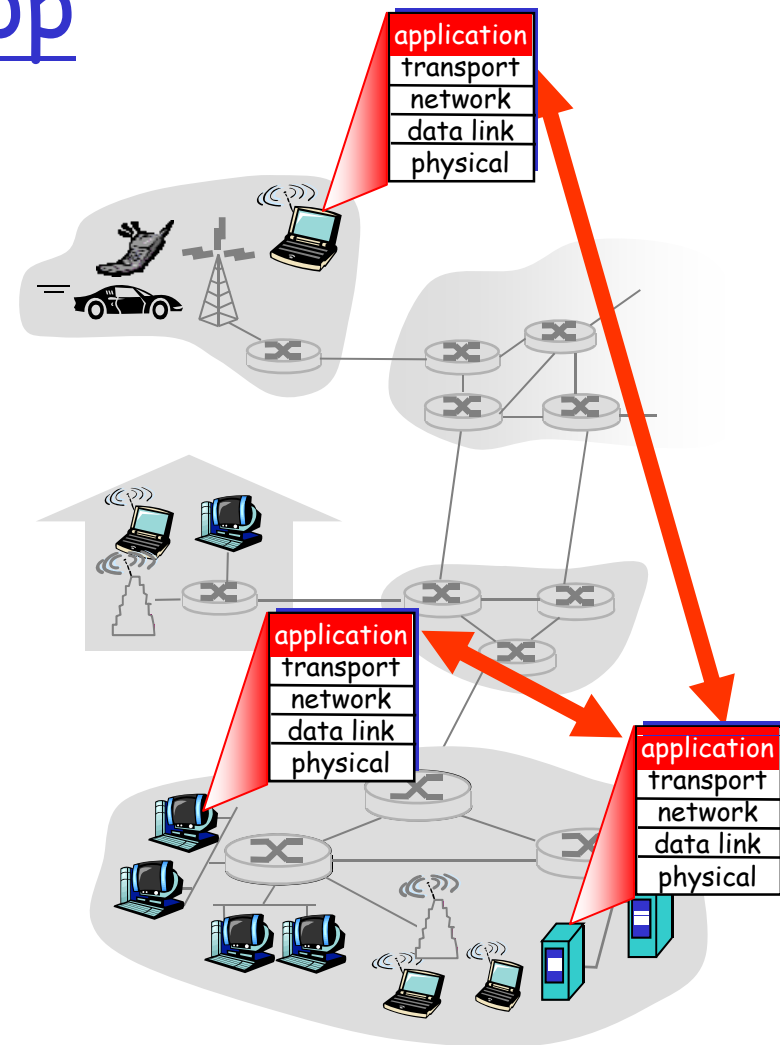 application
transport
network
data link
physical
application
transport
network
data link
physical
application
transport
network
data link
physical